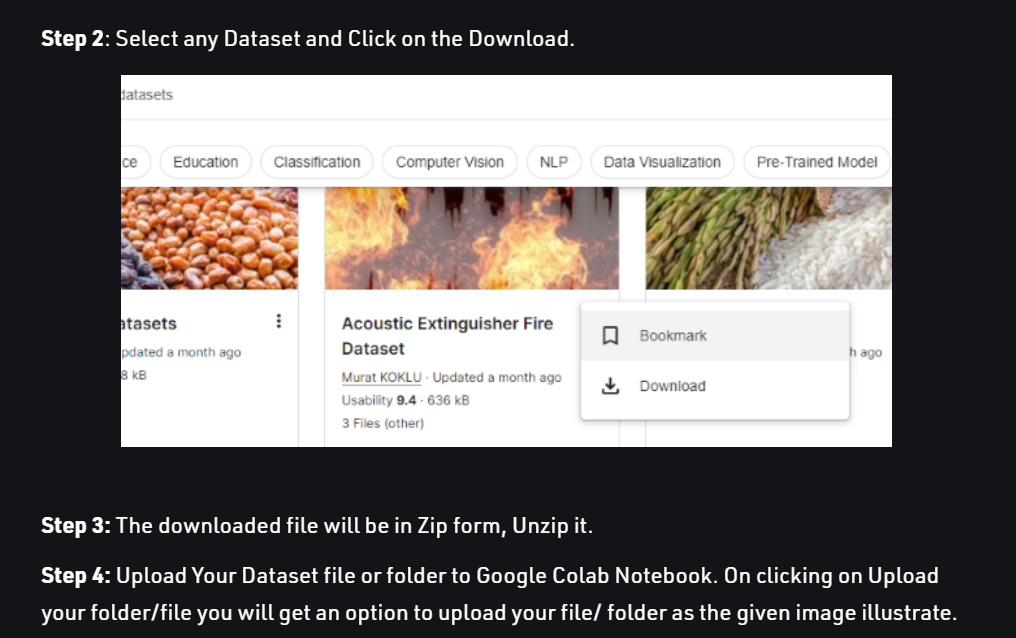 Step 2: Select any Dataset and Click on the Download.
datasets
ce Education Classification Computer Vision NLP Data Visualization Pre-Trained Model
atasets
pdated a month ago
8 kB
Acoustic Extinguisher Fire
Dataset
Murat KOKLU · Updated a month ago
Usability 9.4 · 636 kB
3 Files (other)
Bookmark
Download
h ago
Step 3: The downloaded file will be in Zip form, Unzip it.
Step 4: Upload Your Dataset file or folder to Google Colab Notebook. On clicking on Upload
your folder/file you will get an option to upload your file/ folder as the given image illustrate.